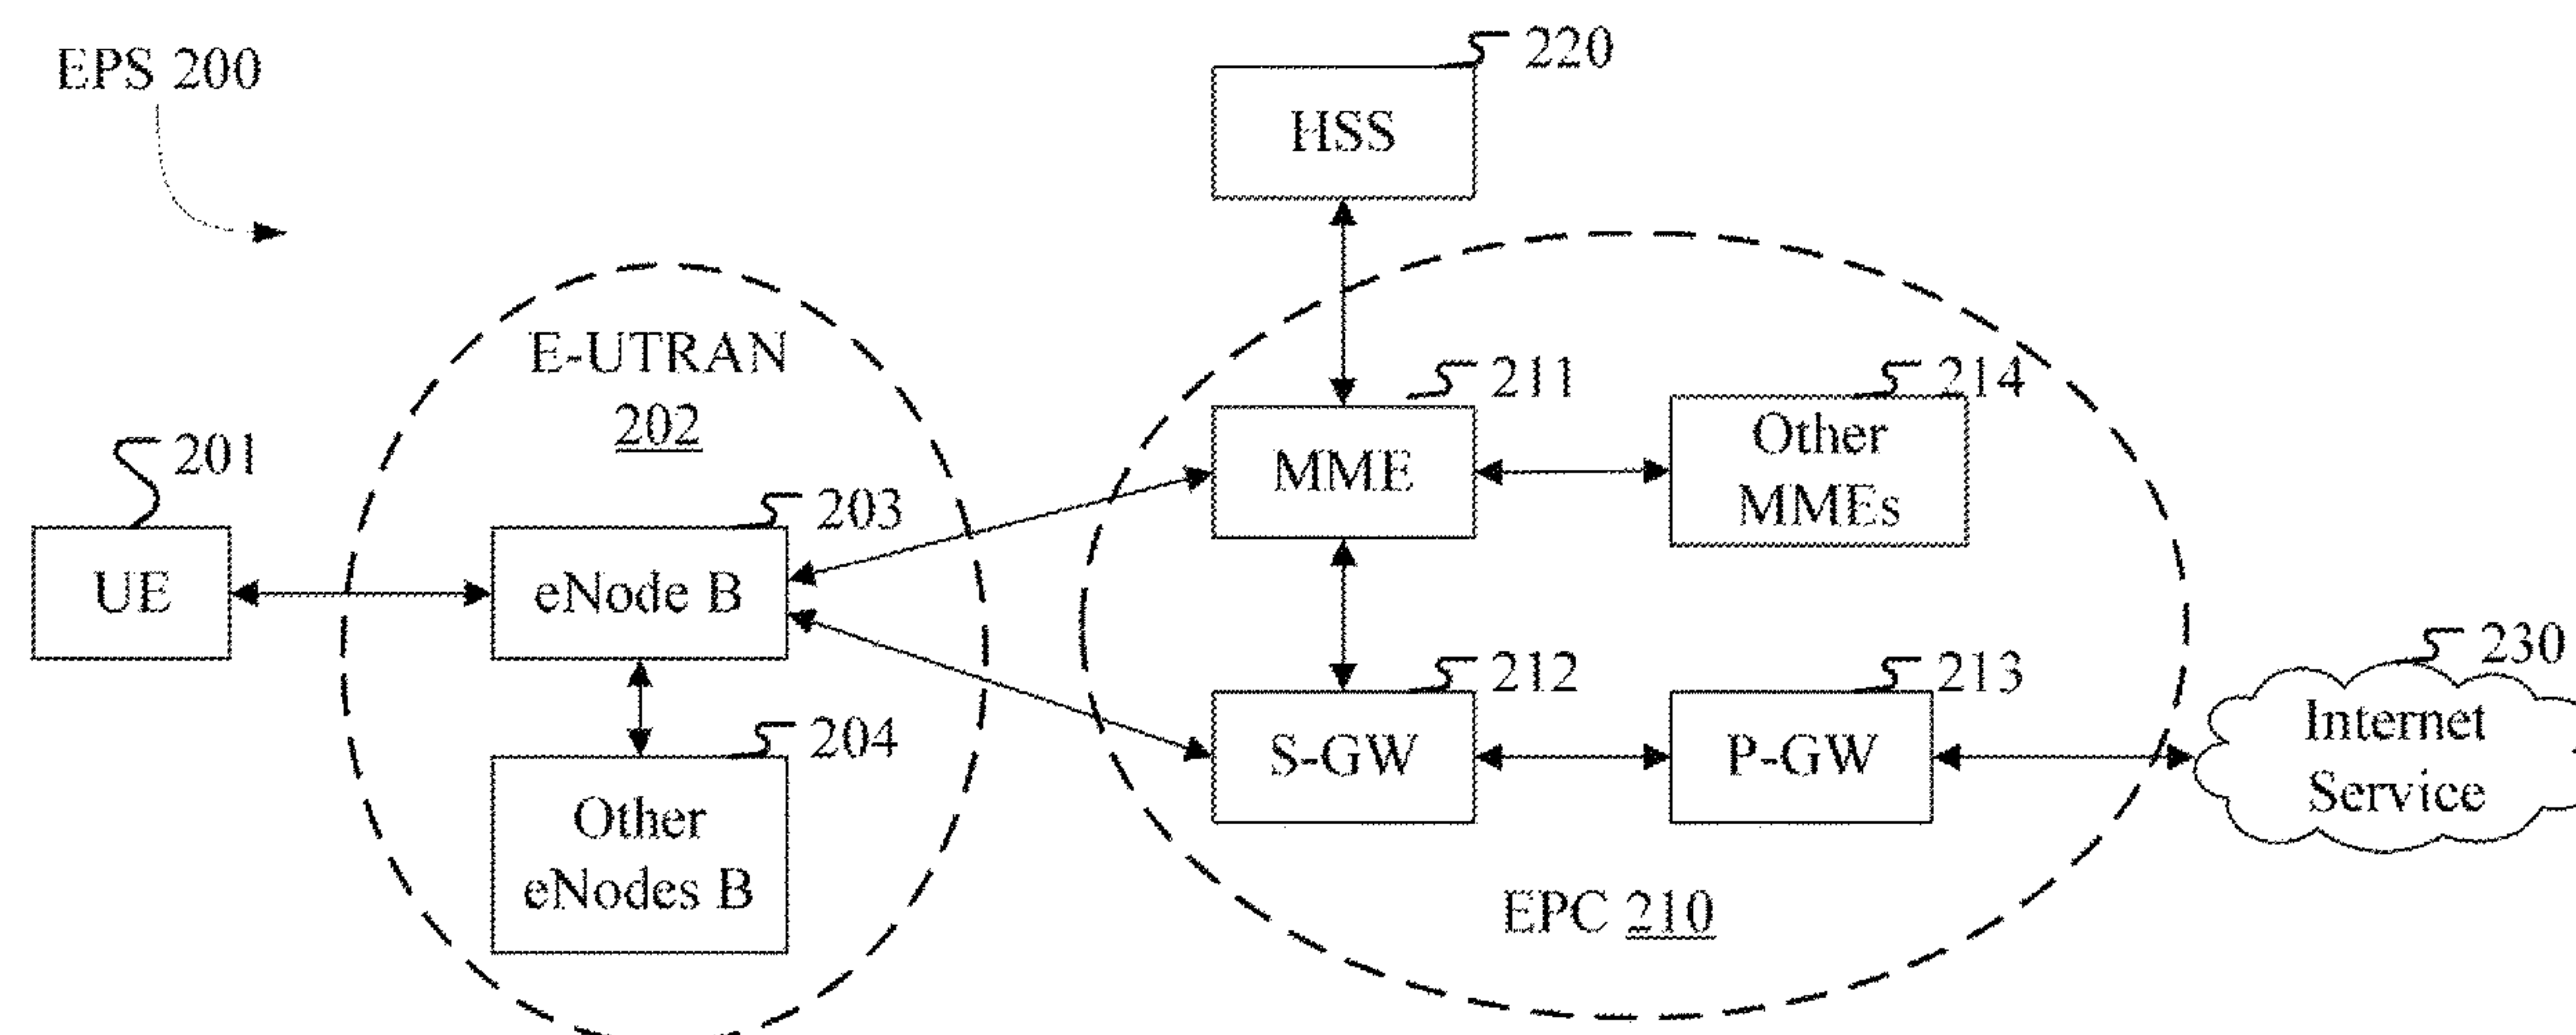 EPS 200
220
HSS
E-UTRAN
202
211
214
MME
Other
MMEs
201
203
UE
eNode B
204
Other
eNodes B
212
213
230
S-GW
P-GW
Internet
Service
EPC 210